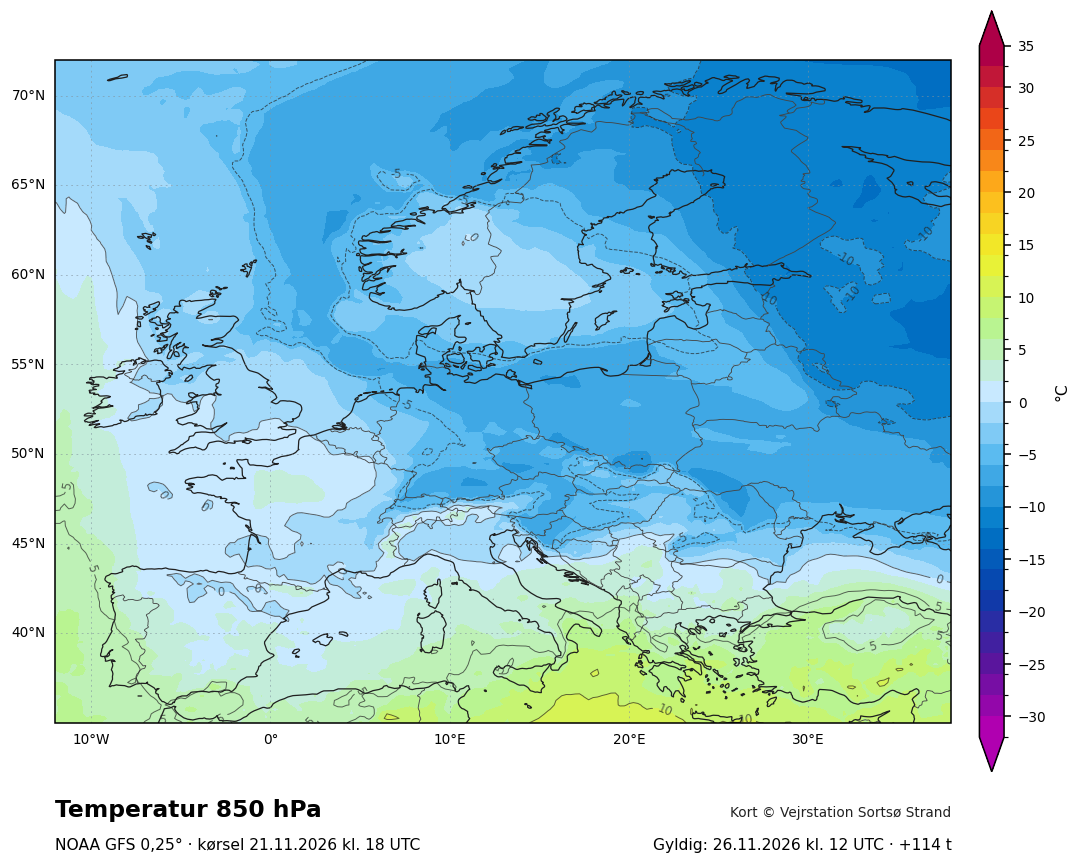 35
30
25
20
15
10
5
0
−5
−10
−15
−20
−25
−30
°C
70°N
65°N
60°N
55°N
50°N
45°N
40°N
10°W
0°
10°E
20°E
30°E
Temperatur 850 hPa
Kort © Vejrstation Sortsø Strand
NOAA GFS 0,25° · kørsel 21.11.2026 kl. 18 UTC
Gyldig: 26.11.2026 kl. 12 UTC · +114 t